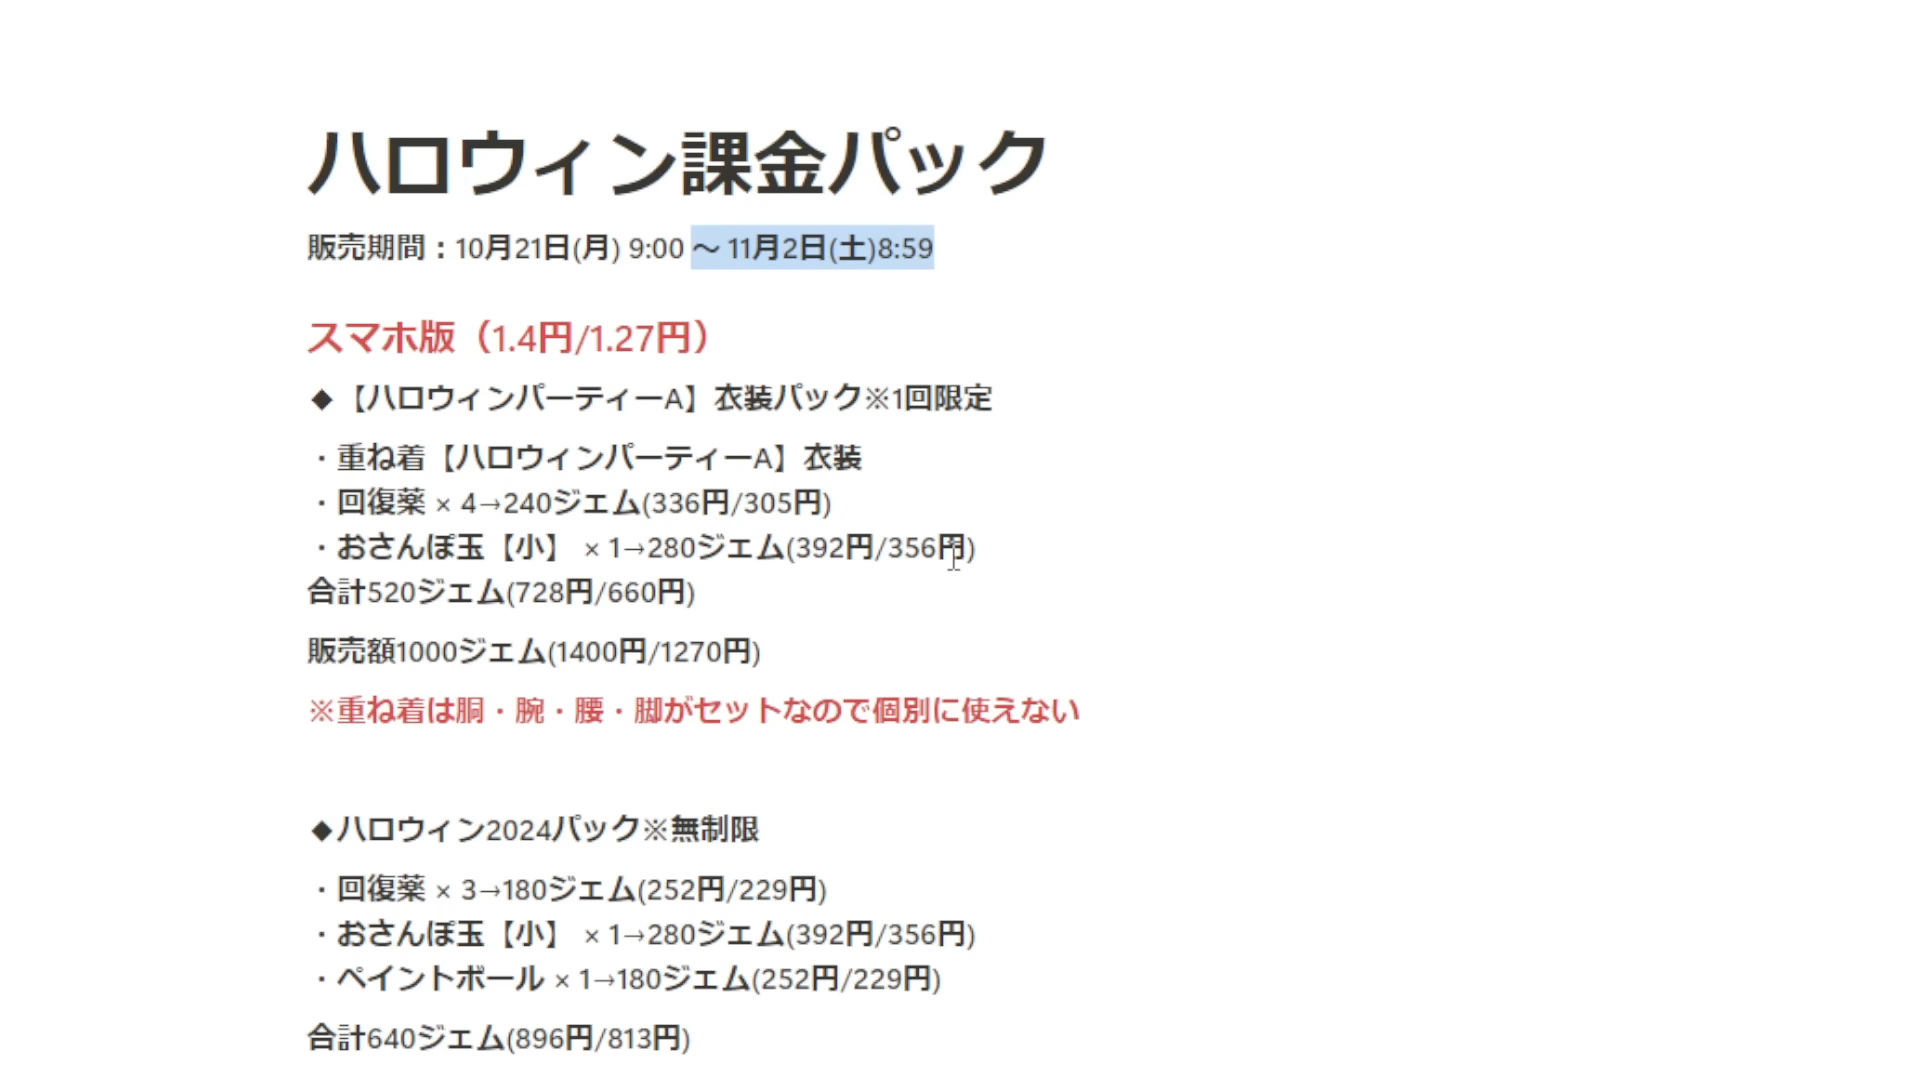 ハロウィン課金パック
販売期間：10月21日(月) 9:00 〜 11月2日(土)8:59
スマホ版（1.4円/1.27円）
◆【ハロウィンパーティーA】衣装パック※1回限定
・重ね着【ハロウィンパーティーA】衣装
・回復薬 × 4→240ジェム(336円/305円)
・おさんぽ玉【小】 × 1→280ジェム(392円/356円)
合計520ジェム(728円/660円)
販売額1000ジェム(1400円/1270円)
※重ね着は胴・腕・腰・脚がセットなので個別に使えない
◆ハロウィン2024パック※無制限
・回復薬 × 3→180ジェム(252円/229円)
・おさんぽ玉【小】 × 1→280ジェム(392円/356円)
・ペイントボール × 1→180ジェム(252円/229円)
合計640ジェム(896円/813円)